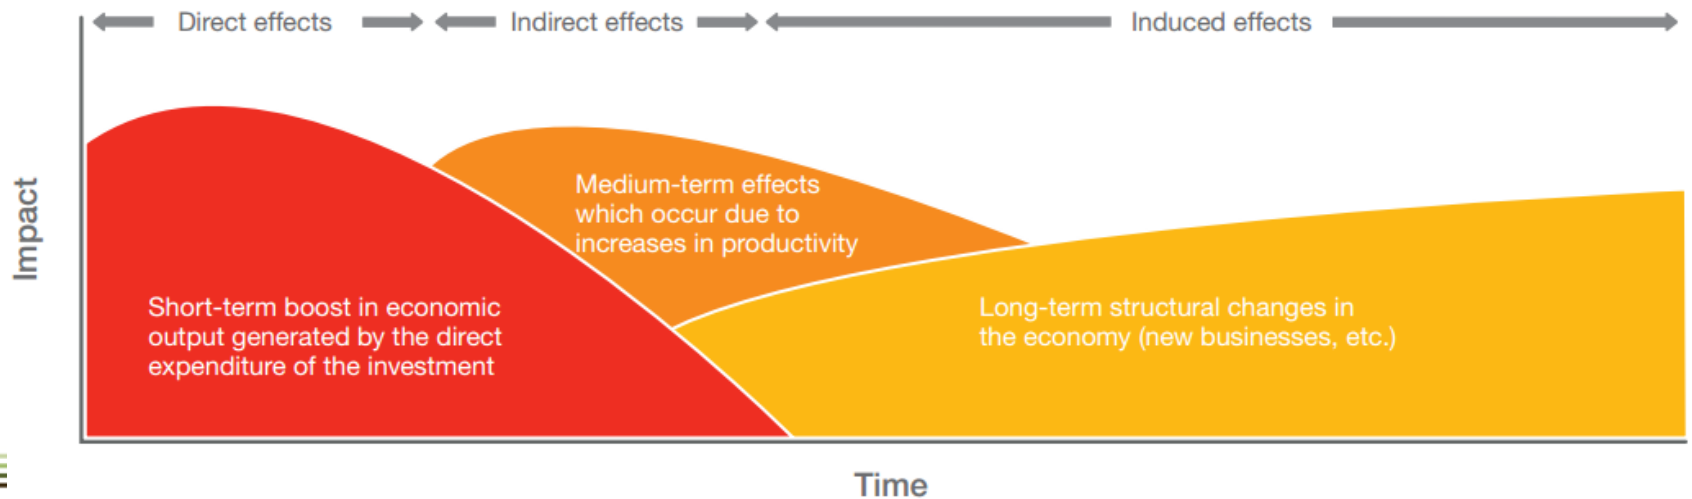 Direct effects
Indirect effects
Induced effects
Impact
Medium-term effects
which occur due to
increases in productivity
Short-term boost in economic
output generated by the direct
expenditure of the investment
Long-term structural changes in
the economy (new businesses, etc.)
Time